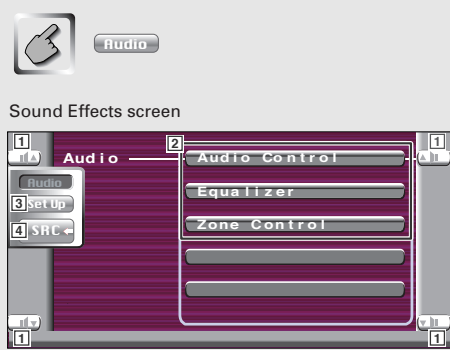 Audio
Sound Effects screen
1 2 1
Audio Audio Control
Audio Equalizer
3 Set Up
Zone Control
4 SRC
1 1